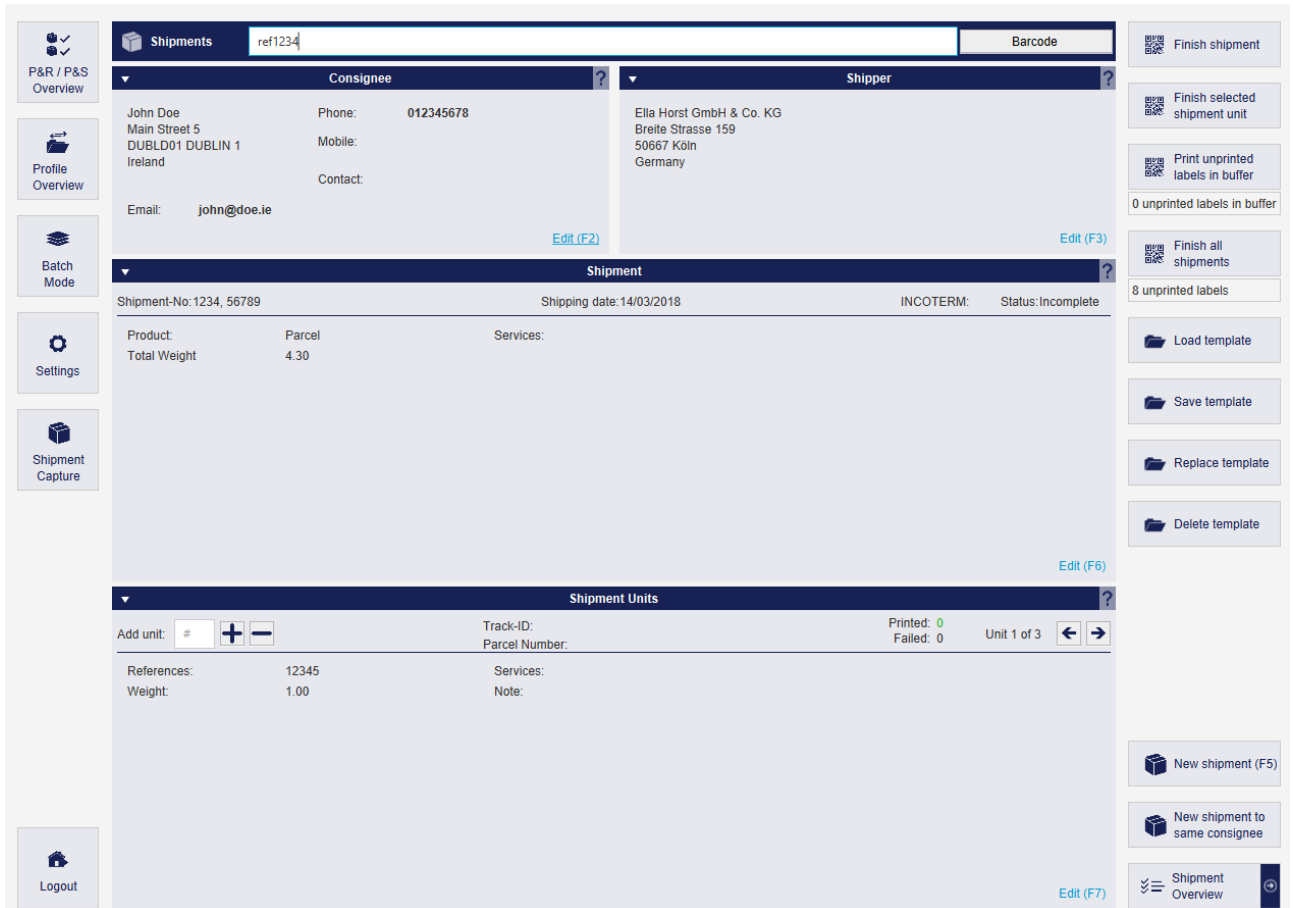 P&R / P&S
Overview
Profile
Overview
Batch
Mode
Settings
Shipment
Capture
Logout
Shipments ref1234 Barcode
Consignee ?
John Doe
Main Street 5
DUBLD01 DUBLIN 1
Ireland
Phone: 012345678
Mobile:
Contact:
Email: john@doe.ie
Edit (F2)
Shipper ?
Ella Horst GmbH & Co. KG
Breite Strasse 159
50667 Köln
Germany
Edit (F3)
Shipment ?
Shipment-No:1234, 56789 Shipping date:14/03/2018 INCOTERM: Status:Incomplete
Product: Parcel Services:
Total Weight 4.30
Edit (F6)
Shipment Units ?
Add unit: #
Track-ID:
Parcel Number:
Printed: 0
Failed: 0
Unit 1 of 3
References: 12345 Services:
Weight: 1.00 Note:
Edit (F7)
Finish shipment
Finish selected
shipment unit
Print unprinted
labels in buffer
0 unprinted labels in buffer
Finish all
shipments
8 unprinted labels
Load template
Save template
Replace template
Delete template
New shipment (F5)
New shipment to
same consignee
Shipment
Overview